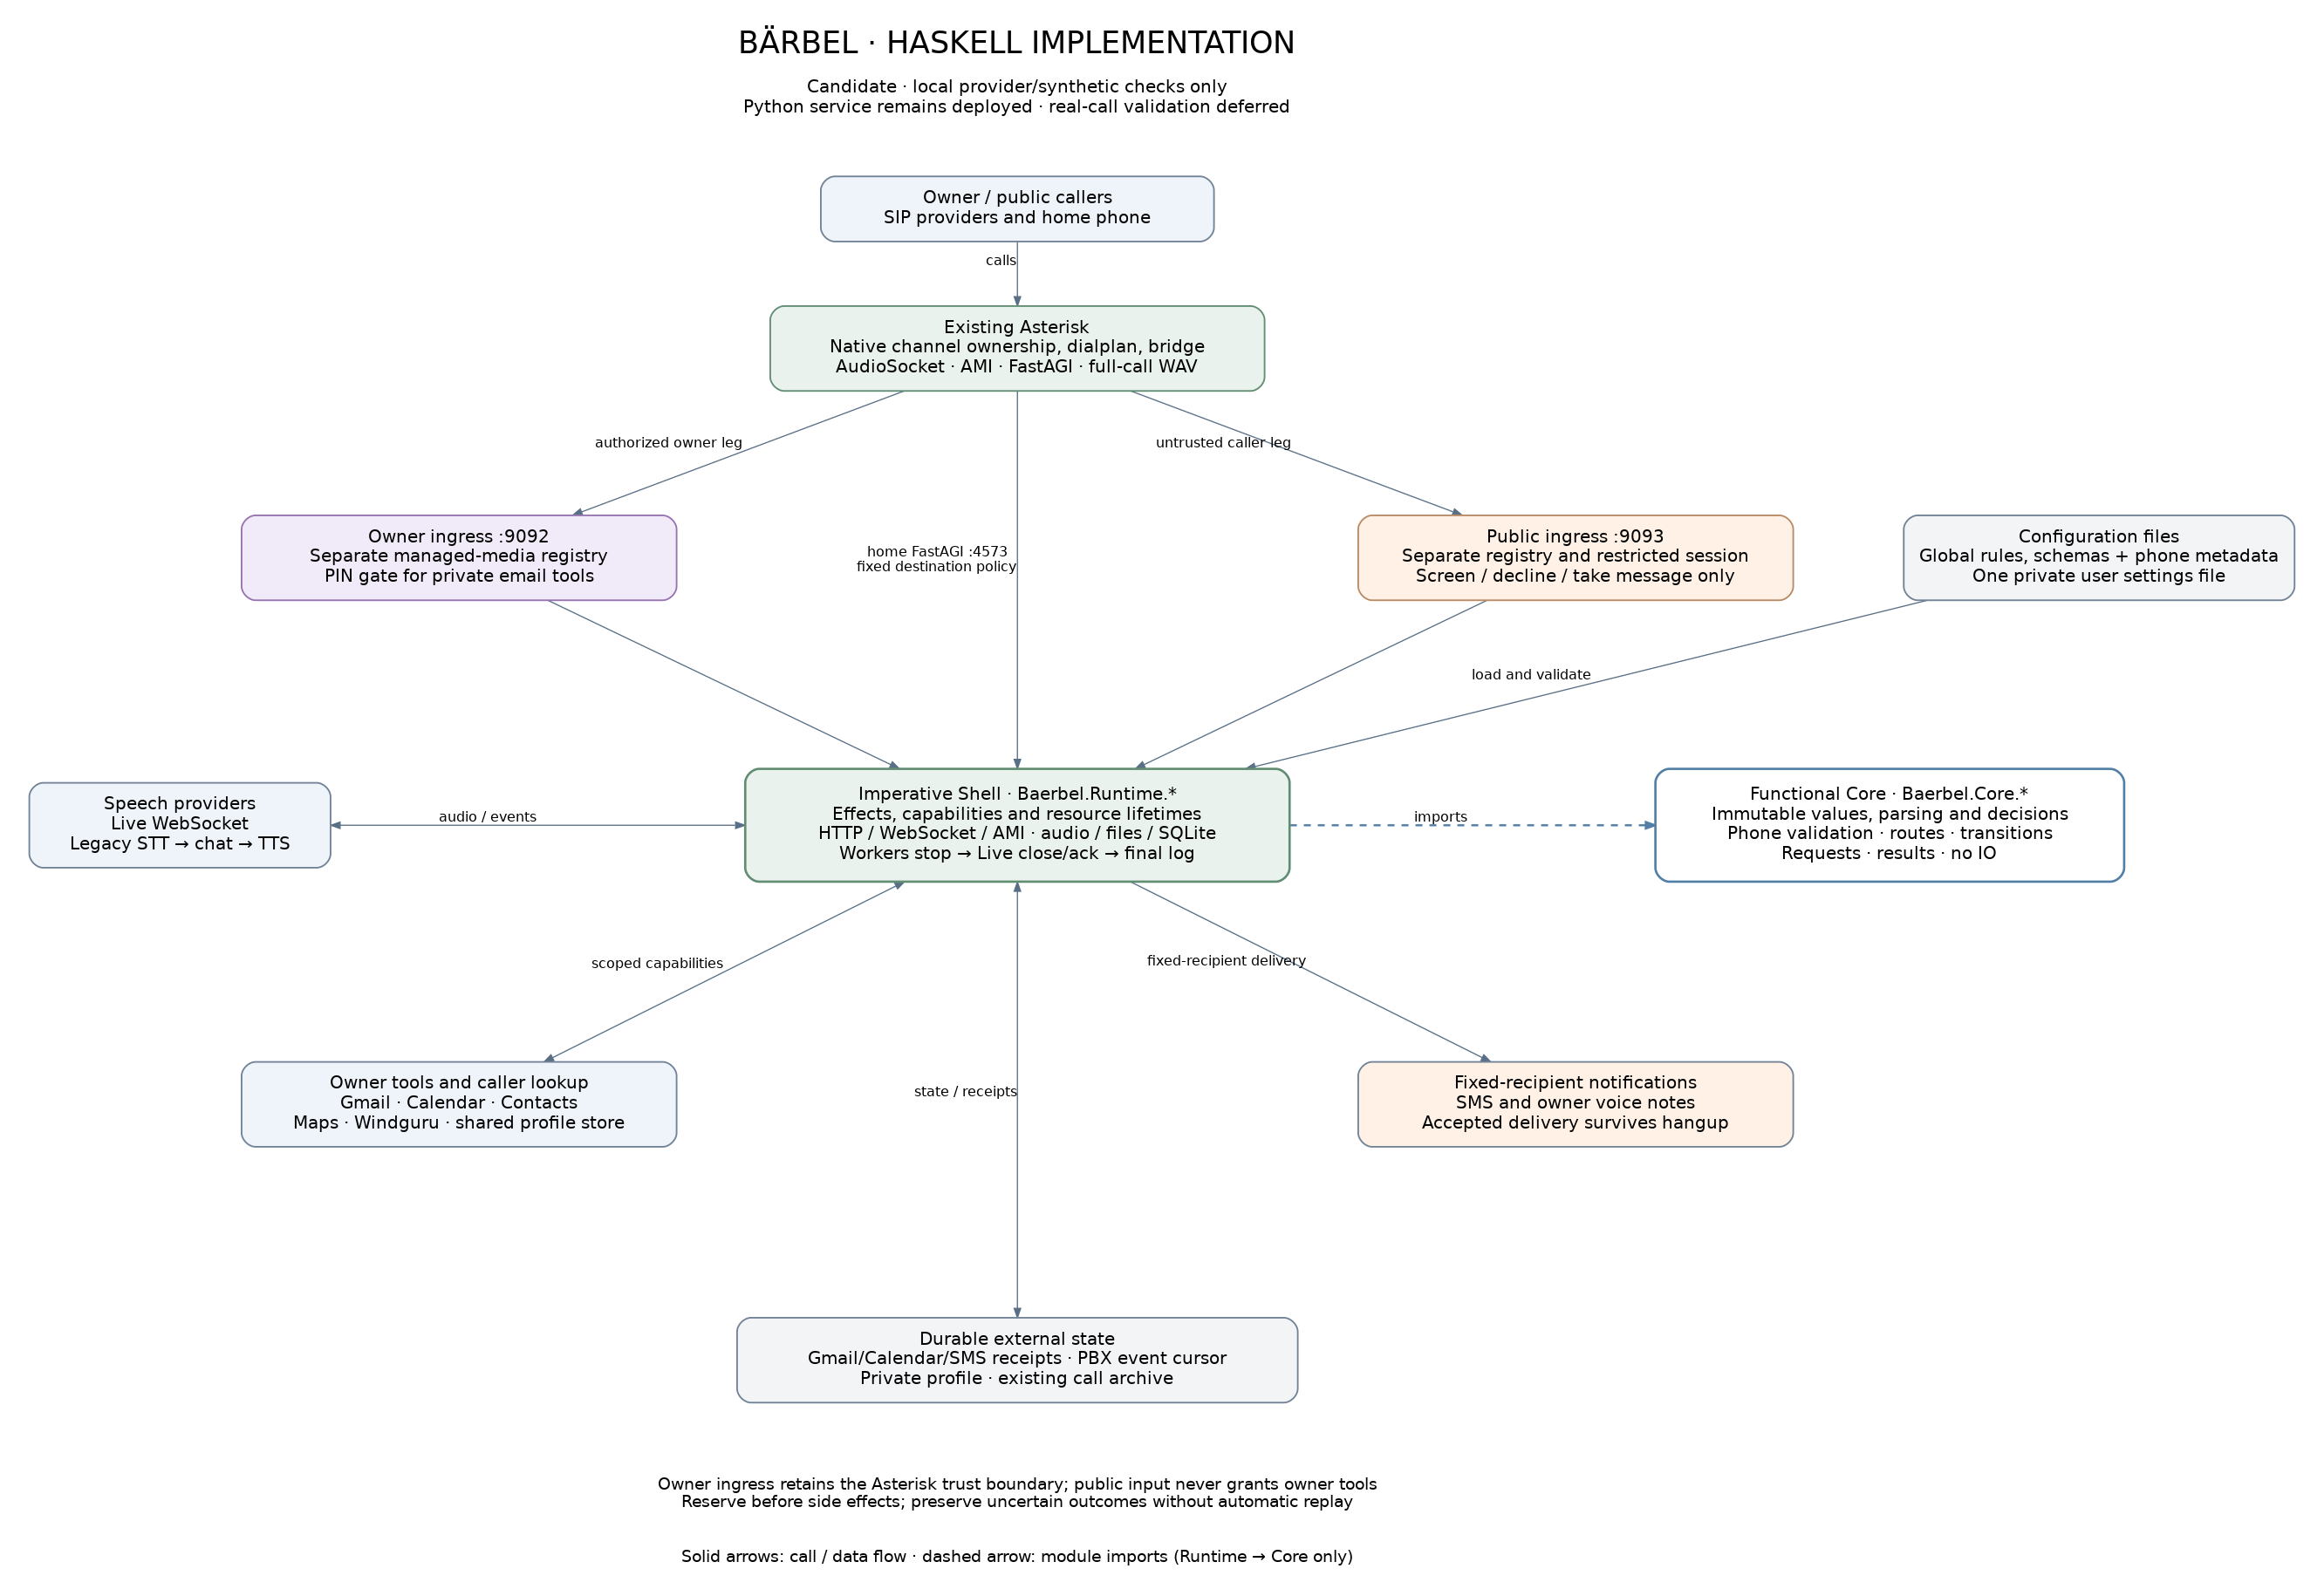 BÄRBEL · HASKELL IMPLEMENTATION
Candidate · local provider/synthetic checks only
Python service remains deployed · real-call validation deferred
Owner / public callers
SIP providers and home phone
calls
Existing Asterisk
Native channel ownership, dialplan, bridge
AudioSocket · AMI · FastAGI · full-call WAV
authorized owner leg
untrusted caller leg
Owner ingress :9092
Separate managed-media registry
PIN gate for private email tools
home FastAGI :4573
fixed destination policy
Public ingress :9093
Separate registry and restricted session
Screen / decline / take message only
Configuration files
Global rules, schemas + phone metadata
One private user settings file
load and validate
Speech providers
Live WebSocket
Legacy STT → chat → TTS
audio / events
Imperative Shell · Baerbel.Runtime.*
Effects, capabilities and resource lifetimes
HTTP / WebSocket / AMI · audio / files / SQLite
Workers stop → Live close/ack → final log
imports
Functional Core · Baerbel.Core.*
Immutable values, parsing and decisions
Phone validation · routes · transitions
Requests · results · no IO
scoped capabilities
fixed-recipient delivery
Owner tools and caller lookup
Gmail · Calendar · Contacts
Maps · Windguru · shared profile store
state / receipts
Fixed-recipient notifications
SMS and owner voice notes
Accepted delivery survives hangup
Durable external state
Gmail/Calendar/SMS receipts · PBX event cursor
Private profile · existing call archive
Owner ingress retains the Asterisk trust boundary; public input never grants owner tools
Reserve before side effects; preserve uncertain outcomes without automatic replay
Solid arrows: call / data flow · dashed arrow: module imports (Runtime → Core only)